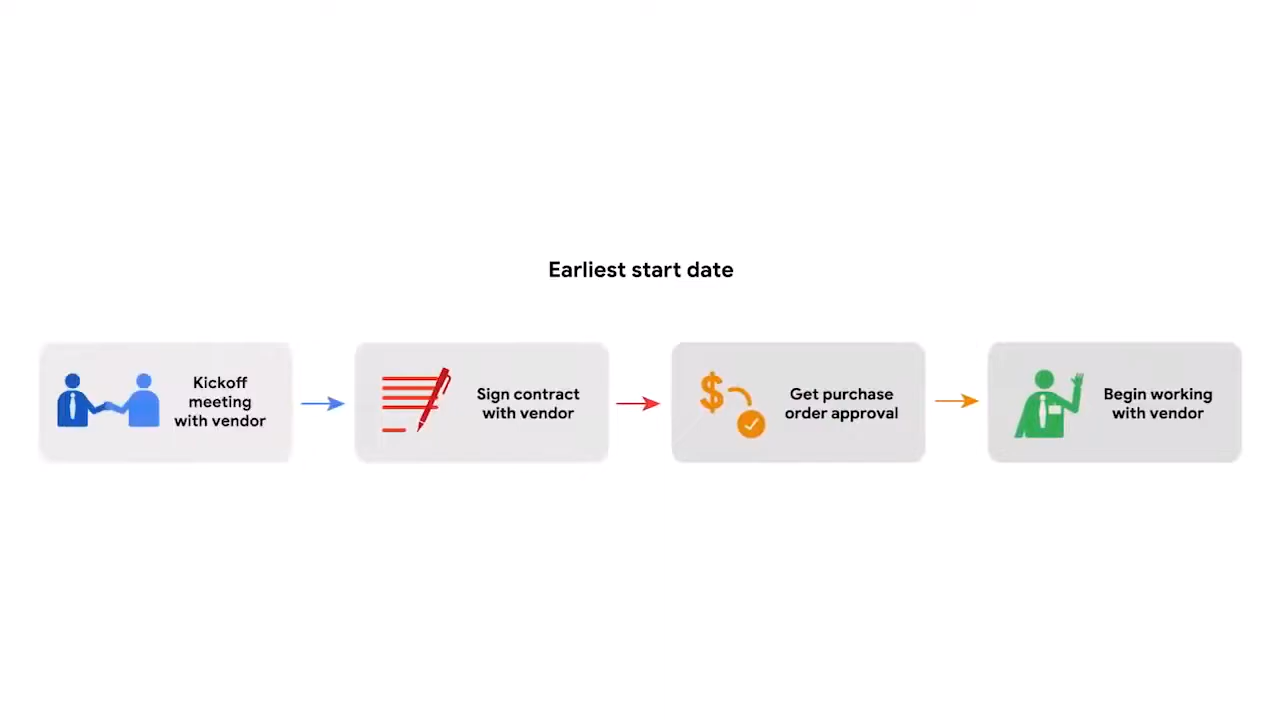 Earliest start date
Kickoff
meeting
with vendor
Sign contract
with vendor
Get purchase
order approval
Begin working
with vendor